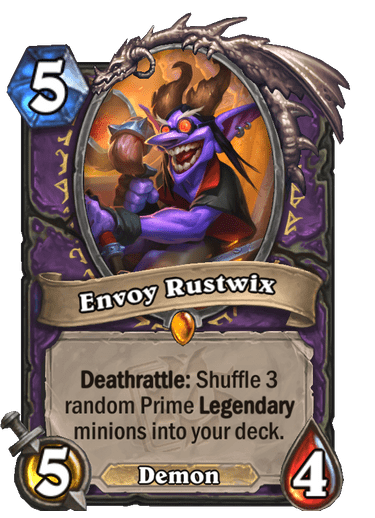 5
Envoy Rustwix
Deathrattle: Shuffle 3
random Prime Legendary
minions into your deck.
5
Demon
4